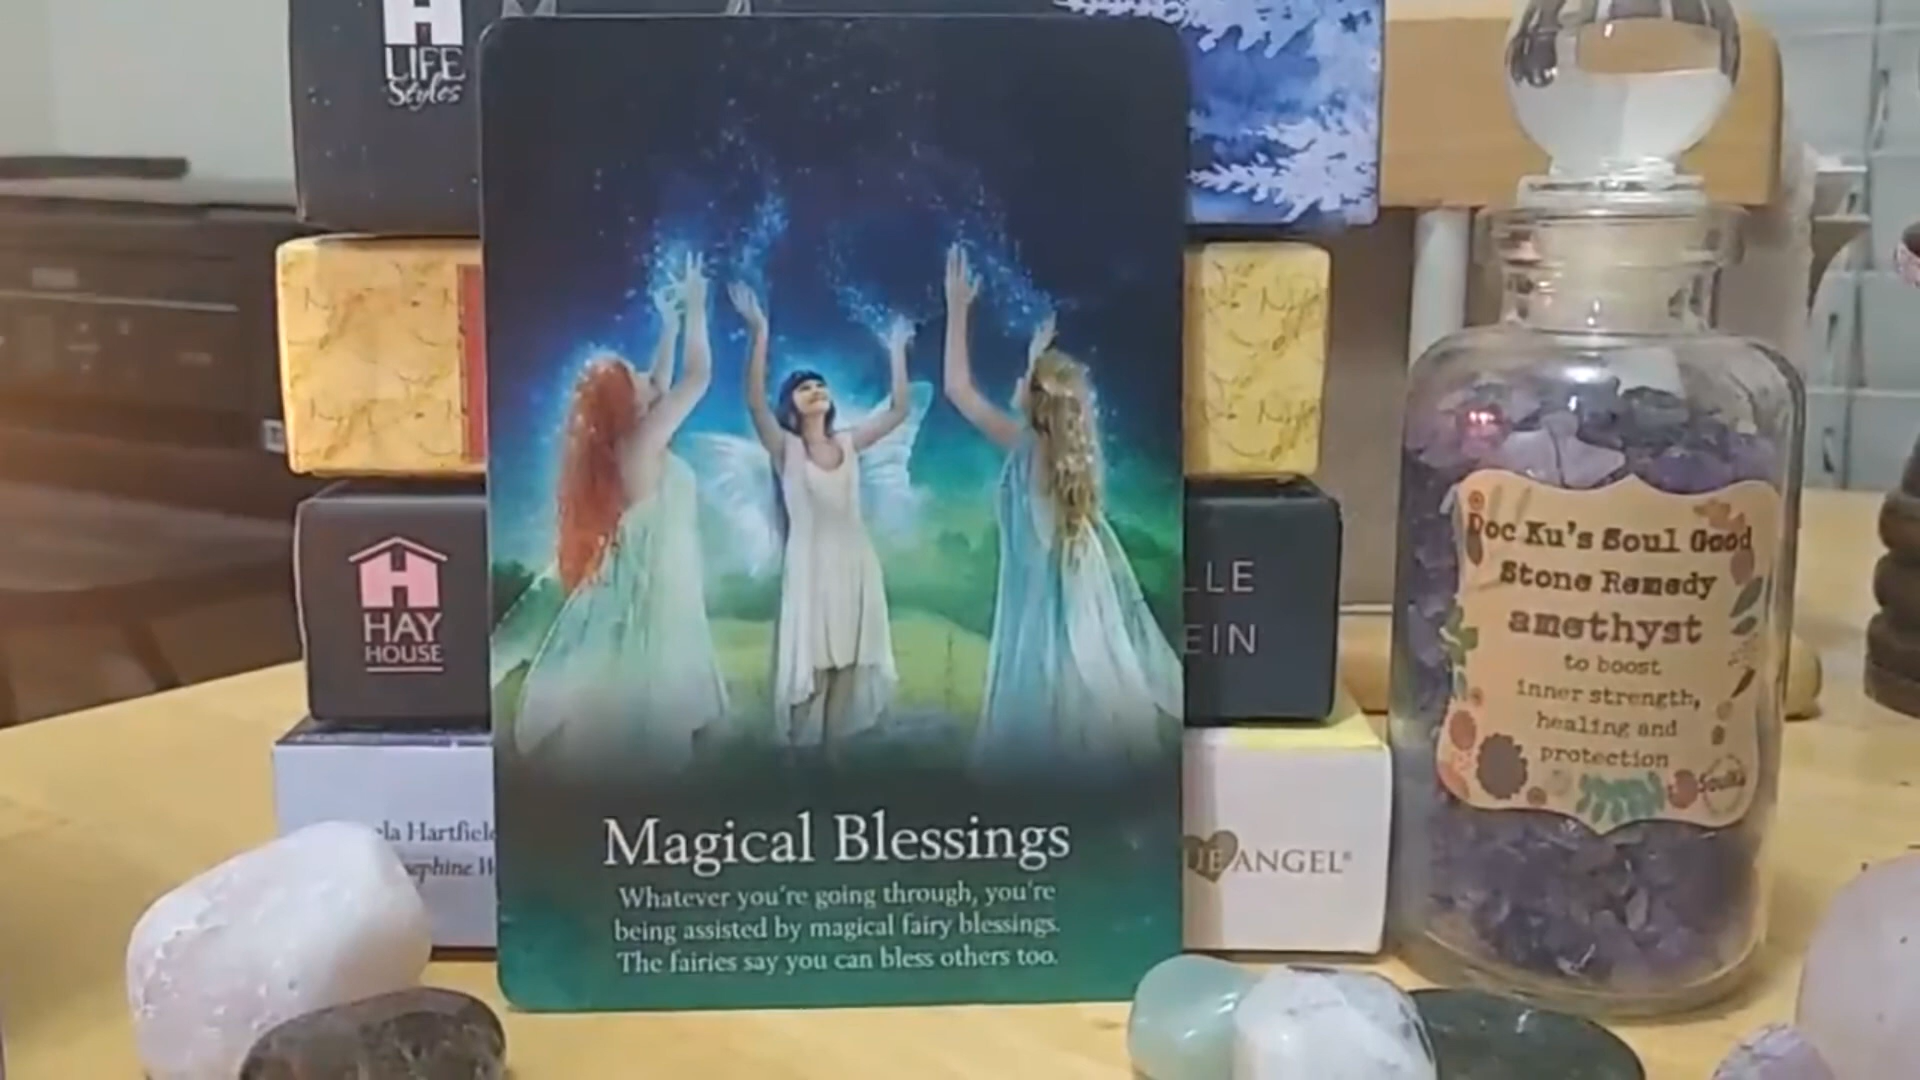 LIFE
Styles
HAY
HOUSE
LLE
EIN
Hartfield
ANGEL®
Magical Blessings
Whatever you're going through, you're
being assisted by magical fairy blessings.
The fairies say you can bless others too.
Doc Ku's Soul Good
Stone Remedy
amethyst
to boost
inner strength,
healing and
protection